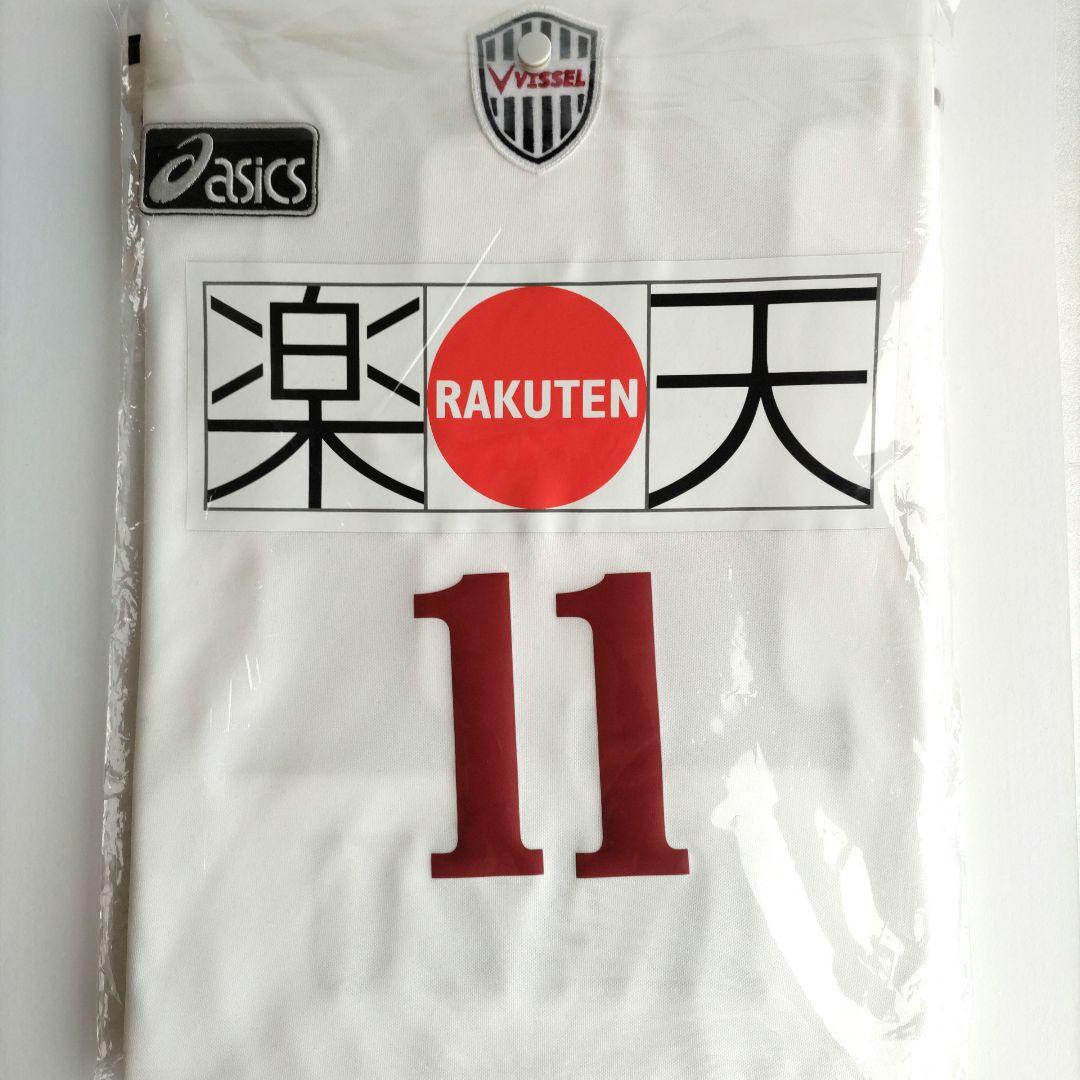 VISSEL
asics
楽 RAKUTEN 天
11